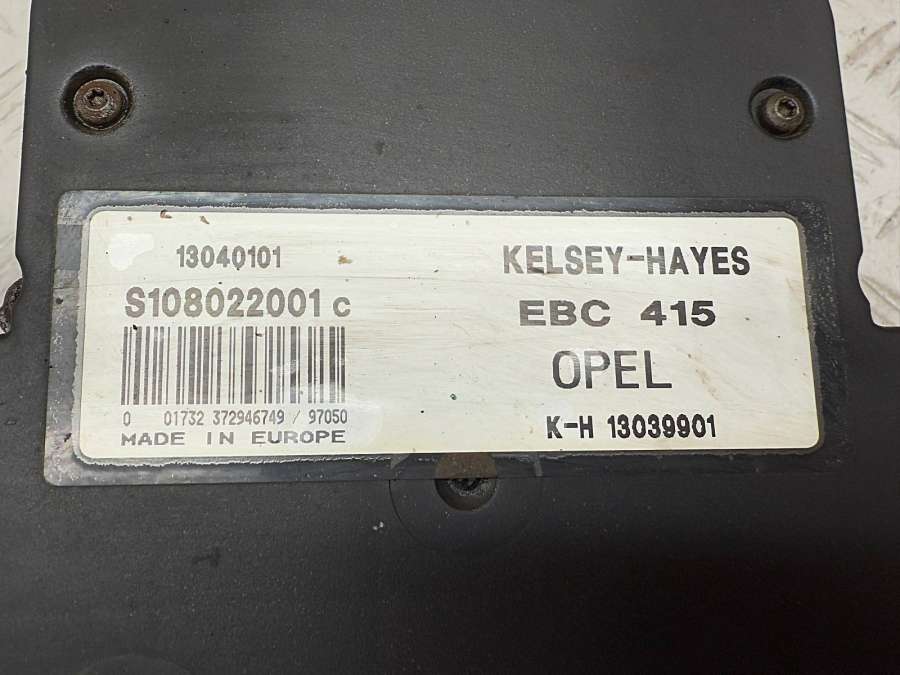 13040101
S108022001 c
0 01732 372946749 / 97050
MADE IN EUROPE
KELSEY-HAYES
EBC 415
OPEL
K-H 13039901